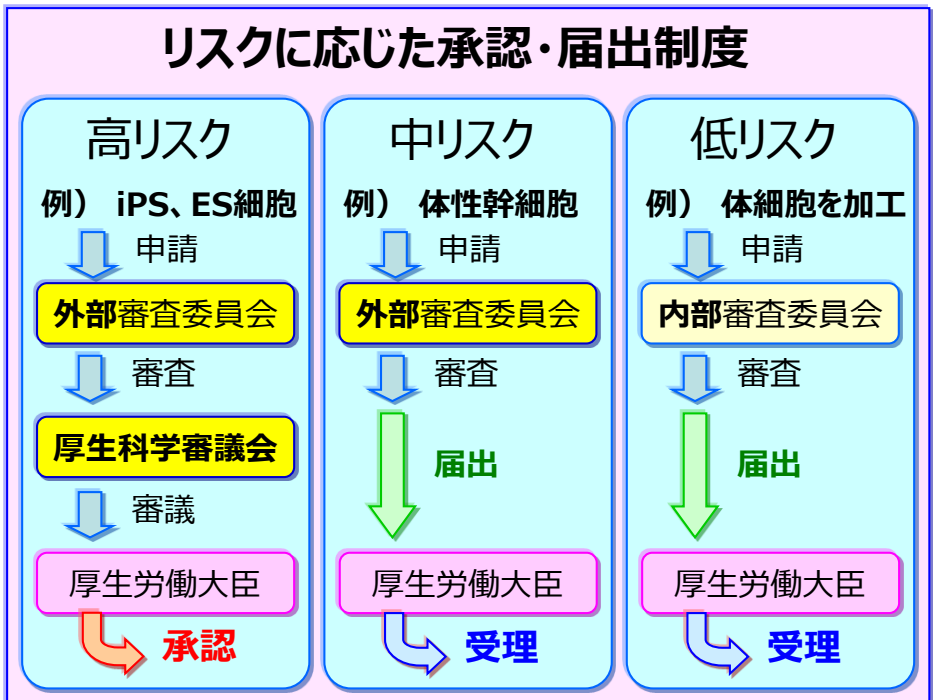 リスクに応じた承認・届出制度
高リスク
例） iPS、ES細胞
申請
外部審査委員会
審査
厚生科学審議会
審議
厚生労働大臣
承認
中リスク
例） 体性幹細胞
申請
外部審査委員会
審査
届出
厚生労働大臣
受理
低リスク
例） 体細胞を加工
申請
内部審査委員会
審査
届出
厚生労働大臣
受理